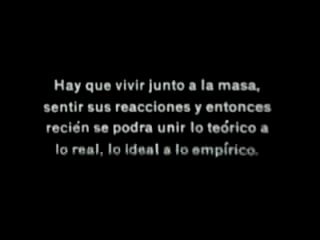 Hay que vivir junto a la masa,
sentir sus reacciones y entonces
recién se podra unir lo teórico a
lo real, lo ideal a lo empírico.